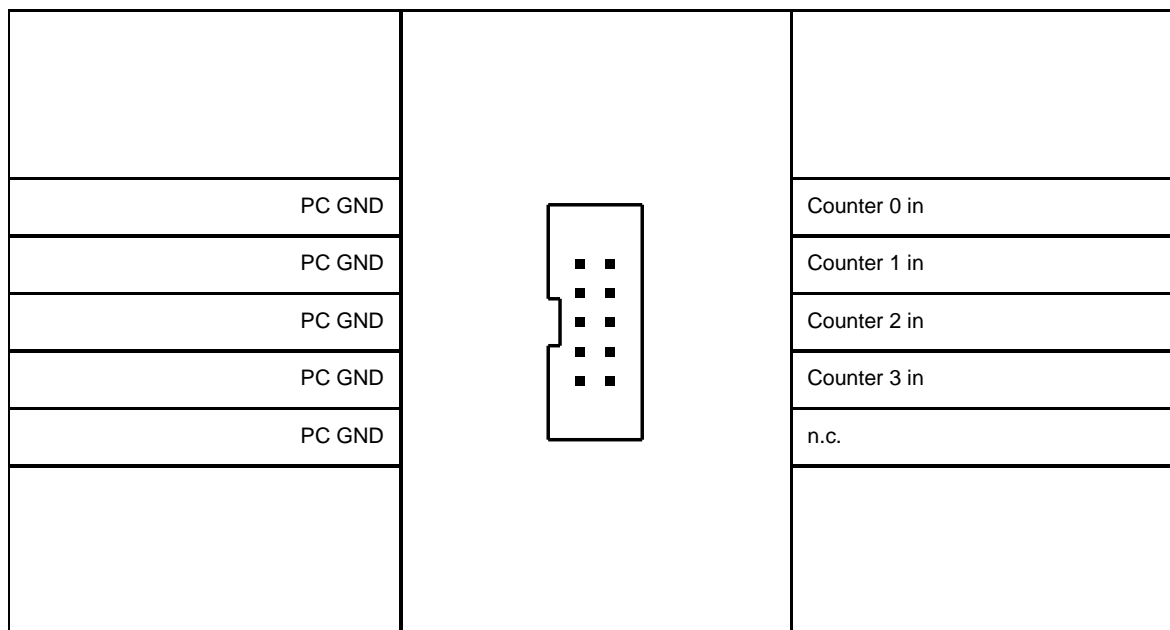 PC GND Counter 0 in
PC GND Counter 1 in
PC GND Counter 2 in
PC GND Counter 3 in
PC GND n.c.